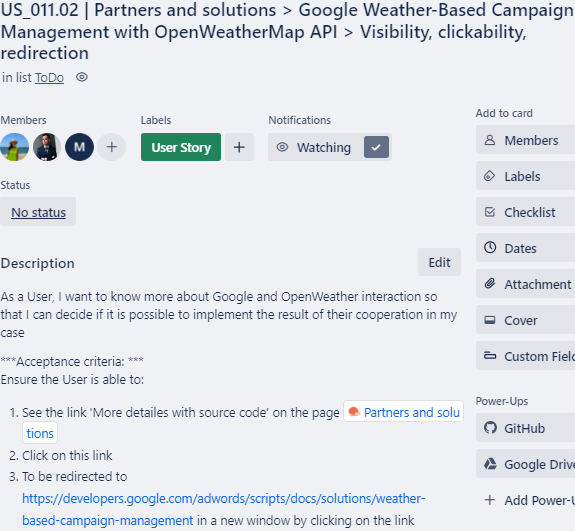 US_011.02 | Partners and solutions > Google Weather-Based Campaign
Management with OpenWeatherMap API > Visibility, clickability,
redirection
in list ToDo
Members
Labels
Notifications
M
+
User Story
+
Watching
Status
No status
Description
Edit
As a User, I want to know more about Google and OpenWeather interaction so
that I can decide if it is possible to implement the result of their cooperation in my
case
***Acceptance criteria: ***
Ensure the User is able to:
1. See the link 'More detailes with source code' on the page Partners and solu
tions
2. Click on this link
3. To be redirected to
https://developers.google.com/adwords/scripts/docs/solutions/weather-
based-campaign-management in a new window by clicking on the link
Add to card
Members
Labels
Checklist
Dates
Attachment
Cover
Custom Fiel
Power-Ups
GitHub
Google Drive
+ Add Power-U